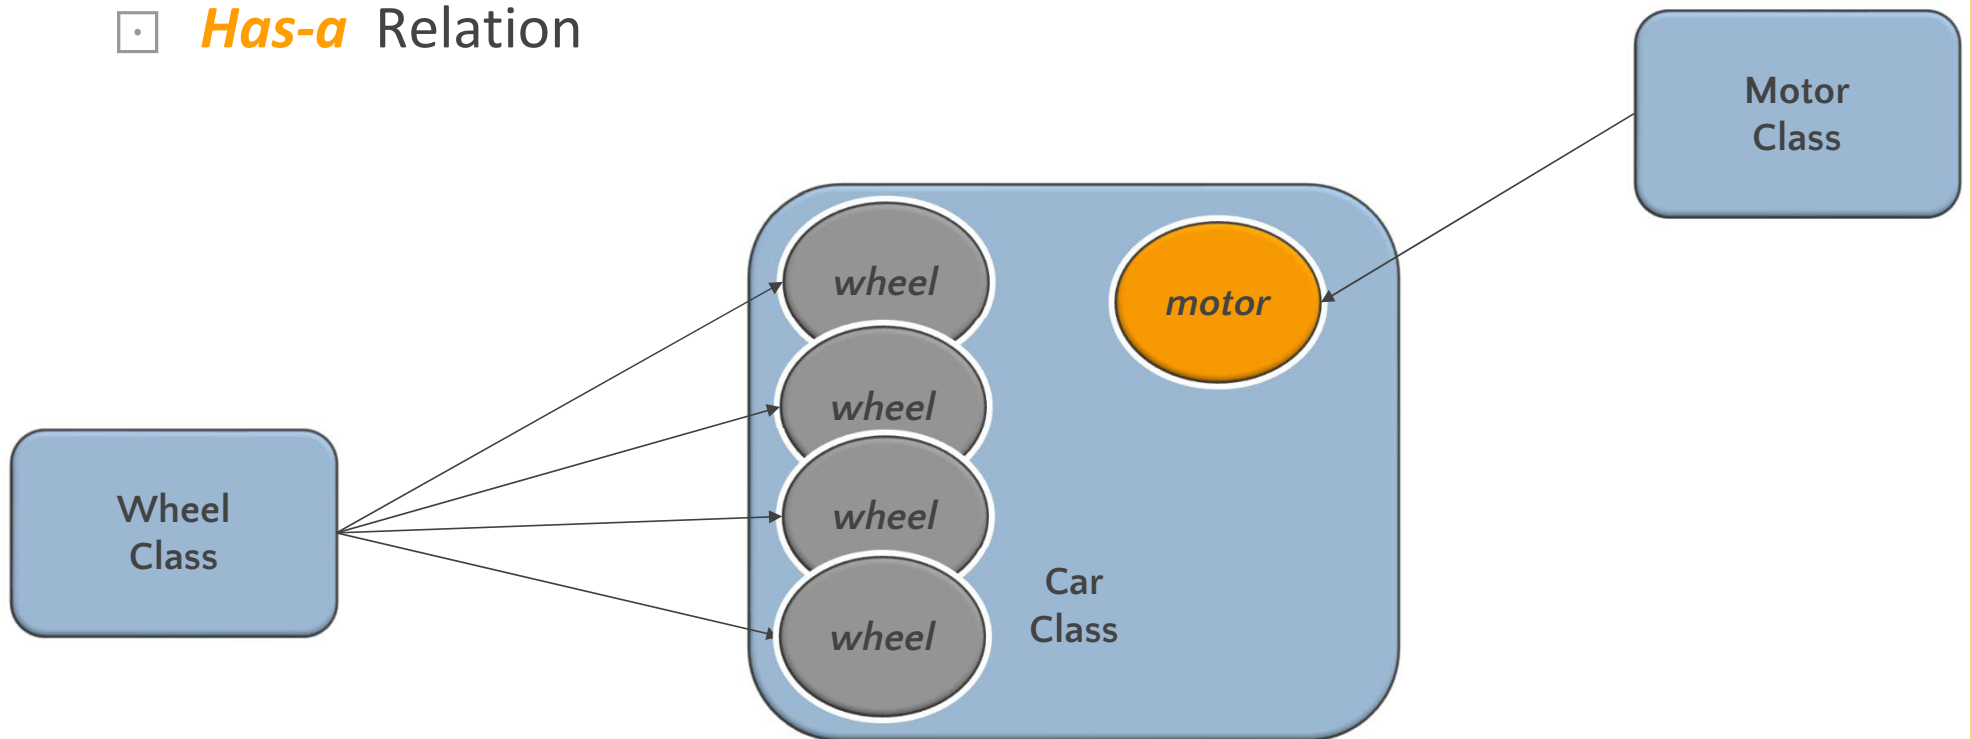 Has-a Relation
Motor
Class
wheel
motor
wheel
wheel
Wheel
Class
Car
Class
wheel